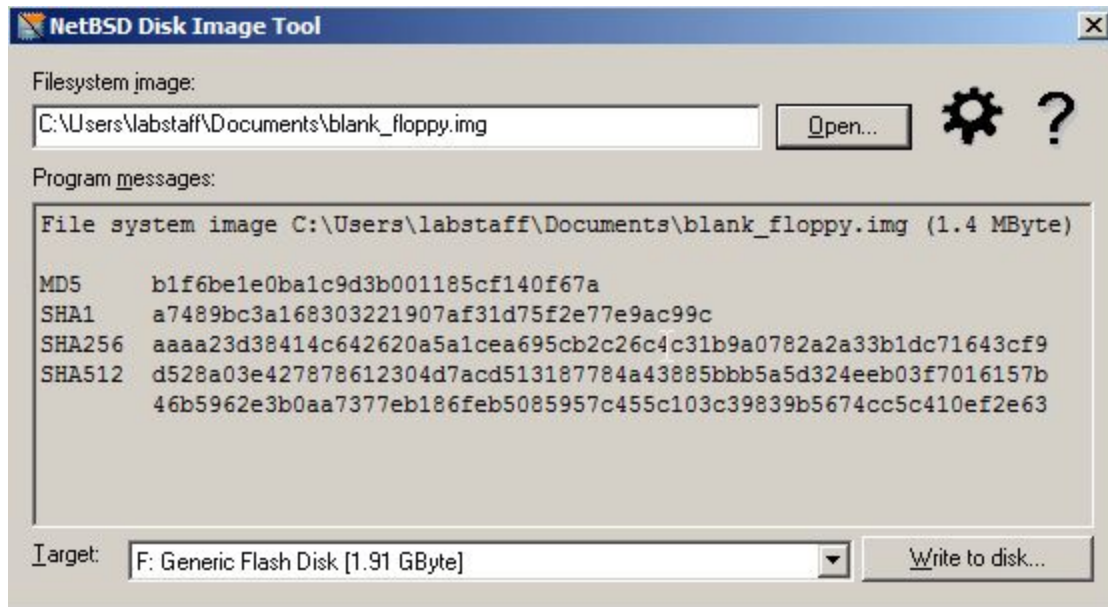 NetBSD Disk Image Tool
Filesystem image:
C:\Users\labstaff\Documents\blank_floppy.img
Open...
?
Program messages:
File system image C:\Users\labstaff\Documents\blank_floppy.img (1.4 MByte)
MD5 b1f6be1e0ba1c9d3b001185cf140f67a
SHA1 a7489bc3a168303221907af31d75f2e77e9ac99c
SHA256 aaaa23d38414c642620a5a1cea695cb2c26c4c31b9a0782a2a33b1dc71643cf9
SHA512 d528a03e427878612304d7acd513187784a43885bbb5a5d324eeb03f7016157b
46b5962e3b0aa7377eb186feb5085957c455c103c39839b5674cc5c410ef2e63
Target:
F: Generic Flash Disk [1.91 GByte]
Write to disk...